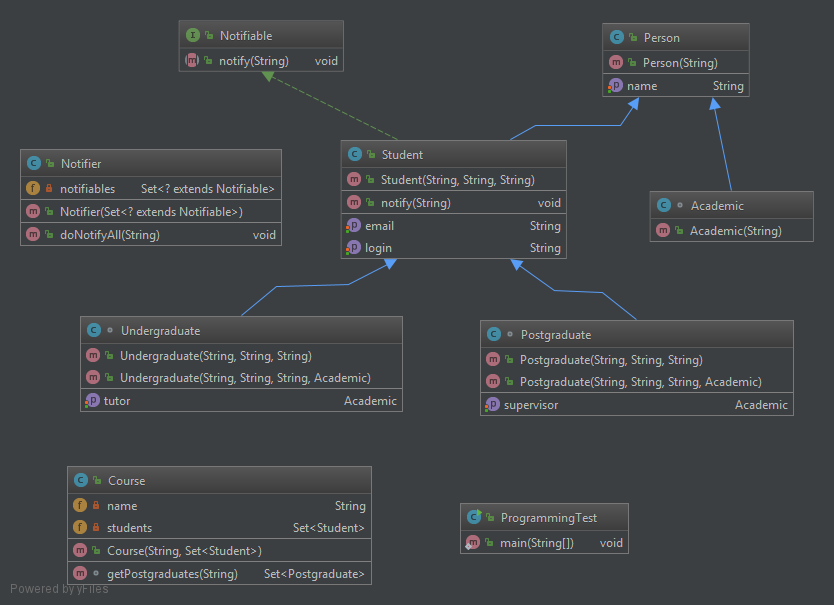 Notifiable
notify(String) void
Person
Person(String)
name String
Student
Student(String, String, String)
notify(String) void
email String
login String
Notifier
notifiables Set<? extends Notifiable>
Notifier(Set<? extends Notifiable>)
doNotifyAll(String) void
Academic
Academic(String)
Undergraduate
Undergraduate(String, String, String)
Undergraduate(String, String, String, Academic)
tutor Academic
Postgraduate
Postgraduate(String, String, String)
Postgraduate(String, String, String, Academic)
supervisor Academic
Course
name String
students Set<Student>
Course(String, Set<Student>)
getPostgraduates(String) Set<Postgraduate>
ProgrammingTest
main(String[]) void
Powered by yFiles